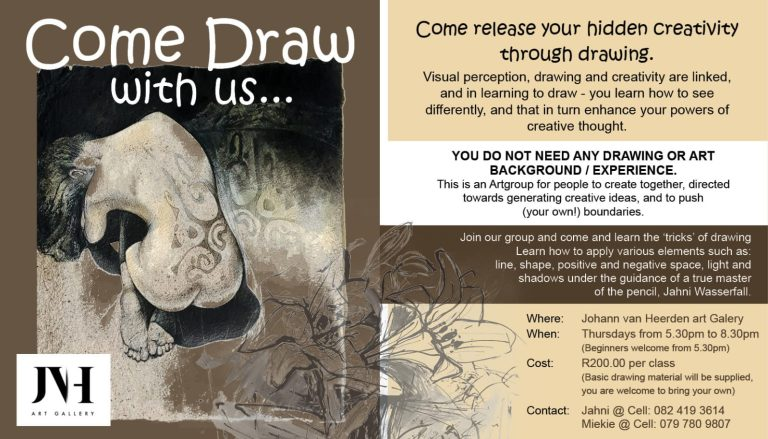 Come Draw
with us...
JVH
ART GALLERY
Come release your hidden creativity
through drawing.
Visual perception, drawing and creativity are linked,
and in learning to draw - you learn how to see
differently, and that in turn enhance your powers of
creative thought.
YOU DO NOT NEED ANY DRAWING OR ART
BACKGROUND / EXPERIENCE.
This is an Artgroup for people to create together, directed
towards generating creative ideas, and to push
(your own!) boundaries.
Join our group and come and learn the 'tricks' of drawing
Learn how to apply various elements such as:
line, shape, positive and negative space, light and
shadows under the guidance of a true master
of the pencil, Jahni Wasserfall.
Where: Johann van Heerden art Galery
When: Thursdays from 5.30pm to 8.30pm
(Beginners welcome from 5.30pm)
Cost: R200.00 per class
(Basic drawing material will be supplied,
you are welcome to bring your own)
Contact: Jahni @ Cell: 082 419 3614
Miekie @ Cell: 079 780 9807